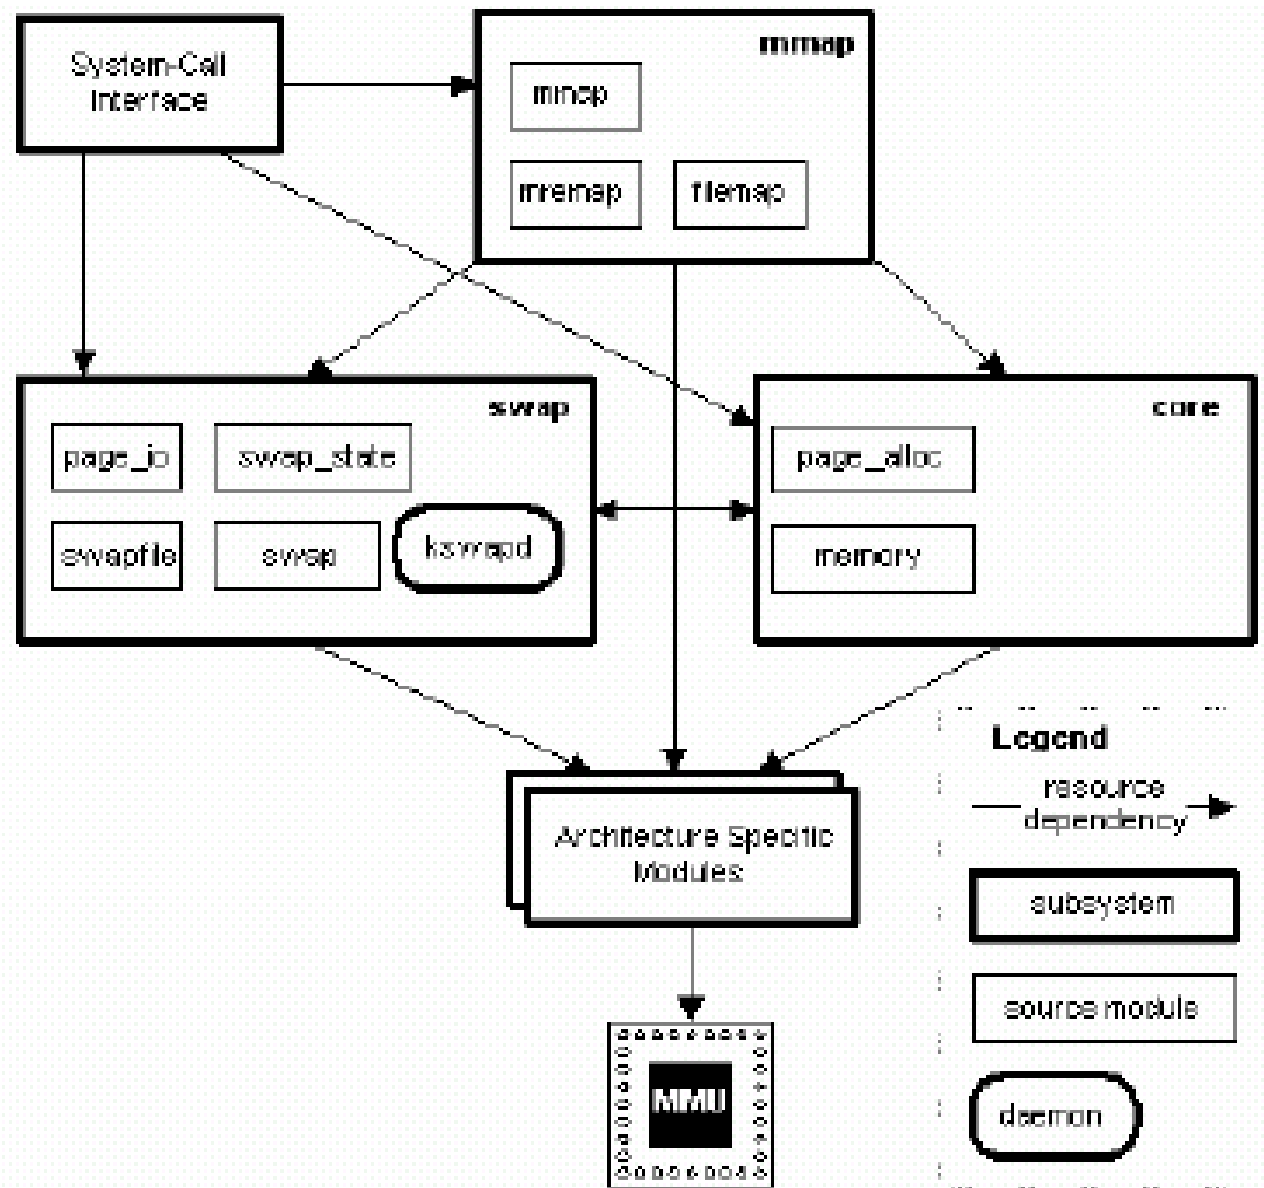 System-Call
Interface
mmap
mmap
mremap
filemap
swap
page_io
swap_state
swapfile
swap
kswapd
core
page_alloc
memory
Architecture Specific
Modules
MMU
Legend
resource
dependency
subsystem
source module
daemon